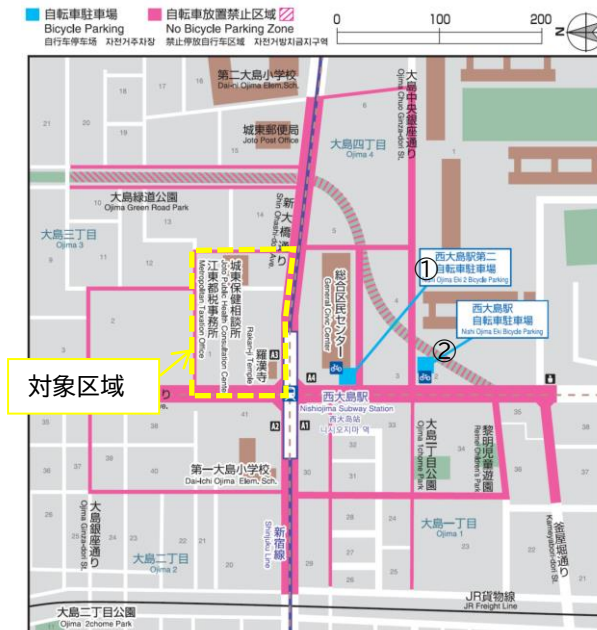 自転車駐車場
Bicycle Parking
自行车停车场 자전거주차장
自転車放置禁止区域
No Bicycle Parking Zone
禁止停放自行车区域 자전거방치금지구역
0
100
200
N
第二大島小学校
Dai-ni Ojima Elem. Sch.
城東郵便局
Joto Post Office
大島四丁目
Ojima 4
大島中央銀座通り
Ojima Chuo Ginza-dori St.
大島緑道公園
Ojima Green Road Park
大島三丁目
Ojima 3
新大橋通り
Shin Ohashi-dori Ave.
城東保健相談所
Joto Public Health Consultation Center
江東都税事務所
Metropolitan Taxation Office
羅漢寺
Rakan-ji Temple
総合区民センター
General Civic Center
①
西大島駅第二
自転車駐車場
Nishi Ojima Eki 2 Bicycle Parking
西大島駅
自転車駐車場
Nishi Ojima Eki Bicycle Parking
②
対象区域
り
A3
A4
A2
A1
西大島駅
Nishiojima Subway Station
西大岛站
니시오지마 역
第一大島小学校
Dai-ichi Ojima Elem. Sch.
大島一丁目公園
Ojima 1chome Park
黎明児童遊園
Reimei Children's Park
大島銀座通り
Ojima Ginza-dori St.
大島二丁目
Ojima 2
新宿線
Shinjuku Line
大島一丁目
Ojima 1
釜屋堀通り
Kamayabori-dori St.
JR貨物線
JR Freight Line
大島二丁目公園
Ojima 2chome Park